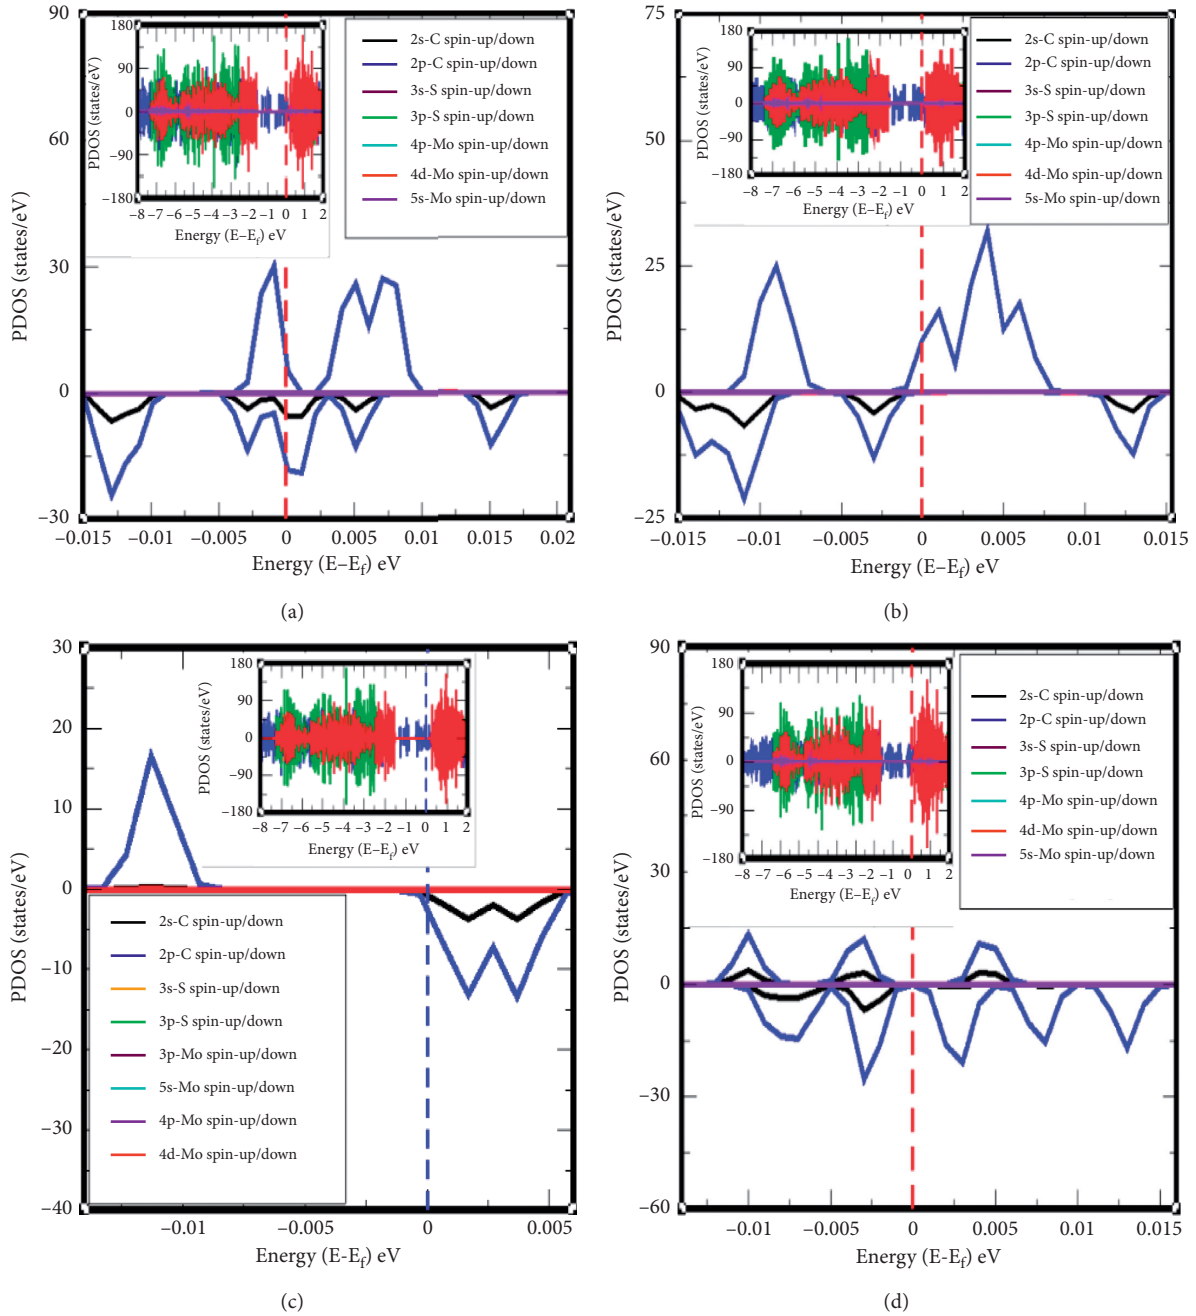 90
60
30
0
−30
PDOS (states/eV)
−0.015 −0.01 −0.005 0 0.005 0.01 0.015 0.02
Energy (E–Ef) eV
180
90
0
−90
−180
PDOS (states/eV)
−8 −7 −6 −5 −4 −3 −2 −1 0 1 2
Energy (E–Ef) eV
2s-C spin-up/down
2p-C spin-up/down
3s-S spin-up/down
3p-S spin-up/down
4p-Mo spin-up/down
4d-Mo spin-up/down
5s-Mo spin-up/down
(a)
75
50
25
0
−25
PDOS (states/eV)
−0.015 −0.01 −0.005 0 0.005 0.01 0.015
Energy (E–Ef) eV
180
90
0
−90
−180
PDOS (states/eV)
−8 −7 −6 −5 −4 −3 −2 −1 0 1 2
Energy (E–Ef) eV
2s-C spin-up/down
2p-C spin-up/down
3s-S spin-up/down
3p-S spin-up/down
4p-Mo spin-up/down
4d-Mo spin-up/down
5s-Mo spin-up/down
(b)
30
20
10
0
−10
−20
−30
−40
PDOS (states/eV)
−0.01 −0.005 0 0.005
Energy (E-Ef) eV
180
90
0
−90
−180
PDOS (states/eV)
−8 −7 −6 −5 −4 −3 −2 −1 0 1 2
Energy (E–Ef) eV
2s-C spin-up/down
2p-C spin-up/down
3s-S spin-up/down
3p-S spin-up/down
3p-Mo spin-up/down
5s-Mo spin-up/down
4p-Mo spin-up/down
4d-Mo spin-up/down
(c)
90
60
30
0
−30
−60
PDOS (states/eV)
−0.01 −0.005 0 0.005 0.01 0.015
Energy (E-Ef) eV
180
90
0
−90
−180
PDOS (states/eV)
−8 −7 −6 −5 −4 −3 −2 −1 0 1 2
Energy (E–Ef) eV
2s-C spin-up/down
2p-C spin-up/down
3s-S spin-up/down
3p-S spin-up/down
4p-Mo spin-up/down
4d-Mo spin-up/down
5s-Mo spin-up/down
(d)